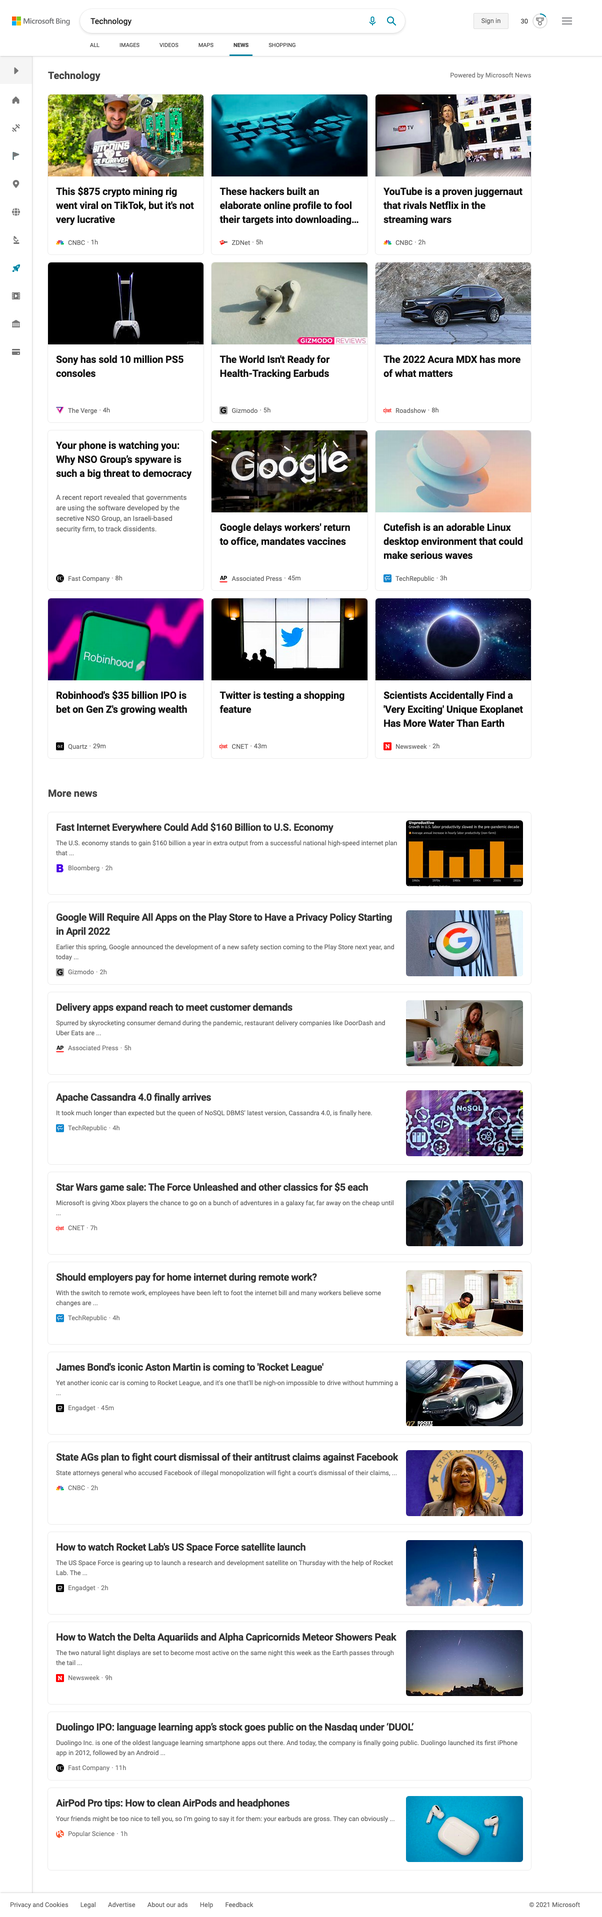 Microsoft Bing
Technology
Sign in
30
ALL IMAGES VIDEOS MAPS NEWS SHOPPING
Technology
Powered by Microsoft News
This $875 crypto mining rig
went viral on TikTok, but it's not
very lucrative
CNBC · 1h
These hackers built an
elaborate online profile to fool
their targets into downloading...
ZDNet · 5h
YouTube TV
YouTube is a proven juggernaut
that rivals Netflix in the
streaming wars
CNBC · 2h
Sony has sold 10 million PS5
consoles
The Verge · 4h
GIZMODO REVIEWS
The World Isn't Ready for
Health-Tracking Earbuds
Gizmodo · 5h
The 2022 Acura MDX has more
of what matters
Roadshow · 8h
Your phone is watching you:
Why NSO Group's spyware is
such a big threat to democracy
A recent report revealed that governments
are using the software developed by the
secretive NSO Group, an Israeli-based
security firm, to track dissidents.
Fast Company · 8h
Google
Google delays workers' return
to office, mandates vaccines
AP Associated Press · 45m
Cutefish is an adorable Linux
desktop environment that could
make serious waves
TechRepublic · 3h
Robinhood
Robinhood's $35 billion IPO is
bet on Gen Z's growing wealth
Quartz · 29m
Twitter is testing a shopping
feature
CNET · 43m
Scientists Accidentally Find a
'Very Exciting' Unique Exoplanet
Has More Water Than Earth
N Newsweek · 2h
More news
Fast Internet Everywhere Could Add $160 Billion to U.S. Economy
The U.S. economy stands to gain $160 billion a year in extra output from a successful national high-speed internet plan
that ...
B Bloomberg · 2h
Unproductive
Growth in U.S. labor productivity slowed in the pre-pandemic decade
Google Will Require All Apps on the Play Store to Have a Privacy Policy Starting
in April 2022
Earlier this spring, Google announced the development of a new safety section coming to the Play Store next year, and
today ...
G Gizmodo · 2h
Delivery apps expand reach to meet customer demands
Spurred by skyrocketing consumer demand during the pandemic, restaurant delivery companies like DoorDash and
Uber Eats are ...
AP Associated Press · 5h
Apache Cassandra 4.0 finally arrives
It took much longer than expected but the queen of NoSQL DBMS' latest version, Cassandra 4.0, is finally here.
TechRepublic · 4h
NoSQL
Star Wars game sale: The Force Unleashed and other classics for $5 each
Microsoft is giving Xbox players the chance to go on a bunch of adventures in a galaxy far, far away on the cheap until
...
CNET · 7h
Should employers pay for home internet during remote work?
With the switch to remote work, employees have been left to foot the internet bill and many workers believe some
changes are ...
TechRepublic · 4h
James Bond's iconic Aston Martin is coming to 'Rocket League'
Yet another iconic car is coming to Rocket League, and it's one that'll be nigh-on impossible to drive without humming a
...
Engadget · 45m
State AGs plan to fight court dismissal of their antitrust claims against Facebook
State attorneys general who accused Facebook of illegal monopolization will fight a court's dismissal of their claims, ...
CNBC · 2h
How to watch Rocket Lab's US Space Force satellite launch
The US Space Force is gearing up to launch a research and development satellite on Thursday with the help of Rocket
Lab. The ...
Engadget · 2h
How to Watch the Delta Aquariids and Alpha Capricornids Meteor Showers Peak
The two natural light displays are set to become most active on the same night this week as the Earth passes through
the tail ...
N Newsweek · 9h
Duolingo IPO: language learning app's stock goes public on the Nasdaq under 'DUOL'
Duolingo Inc. is one of the oldest language learning smartphone apps out there. And today, the company is finally going public. Duolingo launched its first iPhone
app in 2012, followed by an Android ...
Fast Company · 11h
AirPod Pro tips: How to clean AirPods and headphones
Your friends might be too nice to tell you, so I'm going to say it for them: your earbuds are gross. They can obviously ...
Popular Science · 1h
Privacy and Cookies Legal Advertise About our ads Help Feedback
© 2021 Microsoft